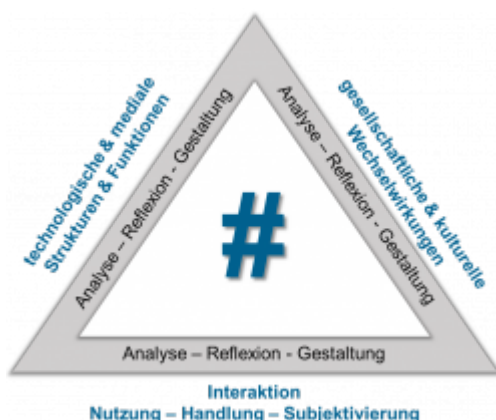 technologische & mediale
Strukturen & Funktionen
Analyse – Reflexion - Gestaltung
gesellschaftliche & kulturelle
Wechselwirkungen
Analyse – Reflexion - Gestaltung
#
Analyse – Reflexion - Gestaltung
Interaktion
Nutzung – Handlung – Subjektivierung